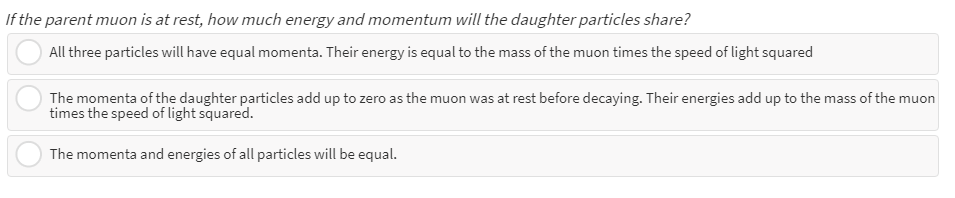 If the parent muon is at rest, how much energy and momentum will the daughter particles share?
All three particles will have equal momenta. Their energy is equal to the mass of the muon times the speed of light squared
The momenta of the daughter particles add up to zero as the muon was at rest before decaying. Their energies add up to the mass of the muon
times the speed of light squared.
The momenta and energies of all particles will be equal.